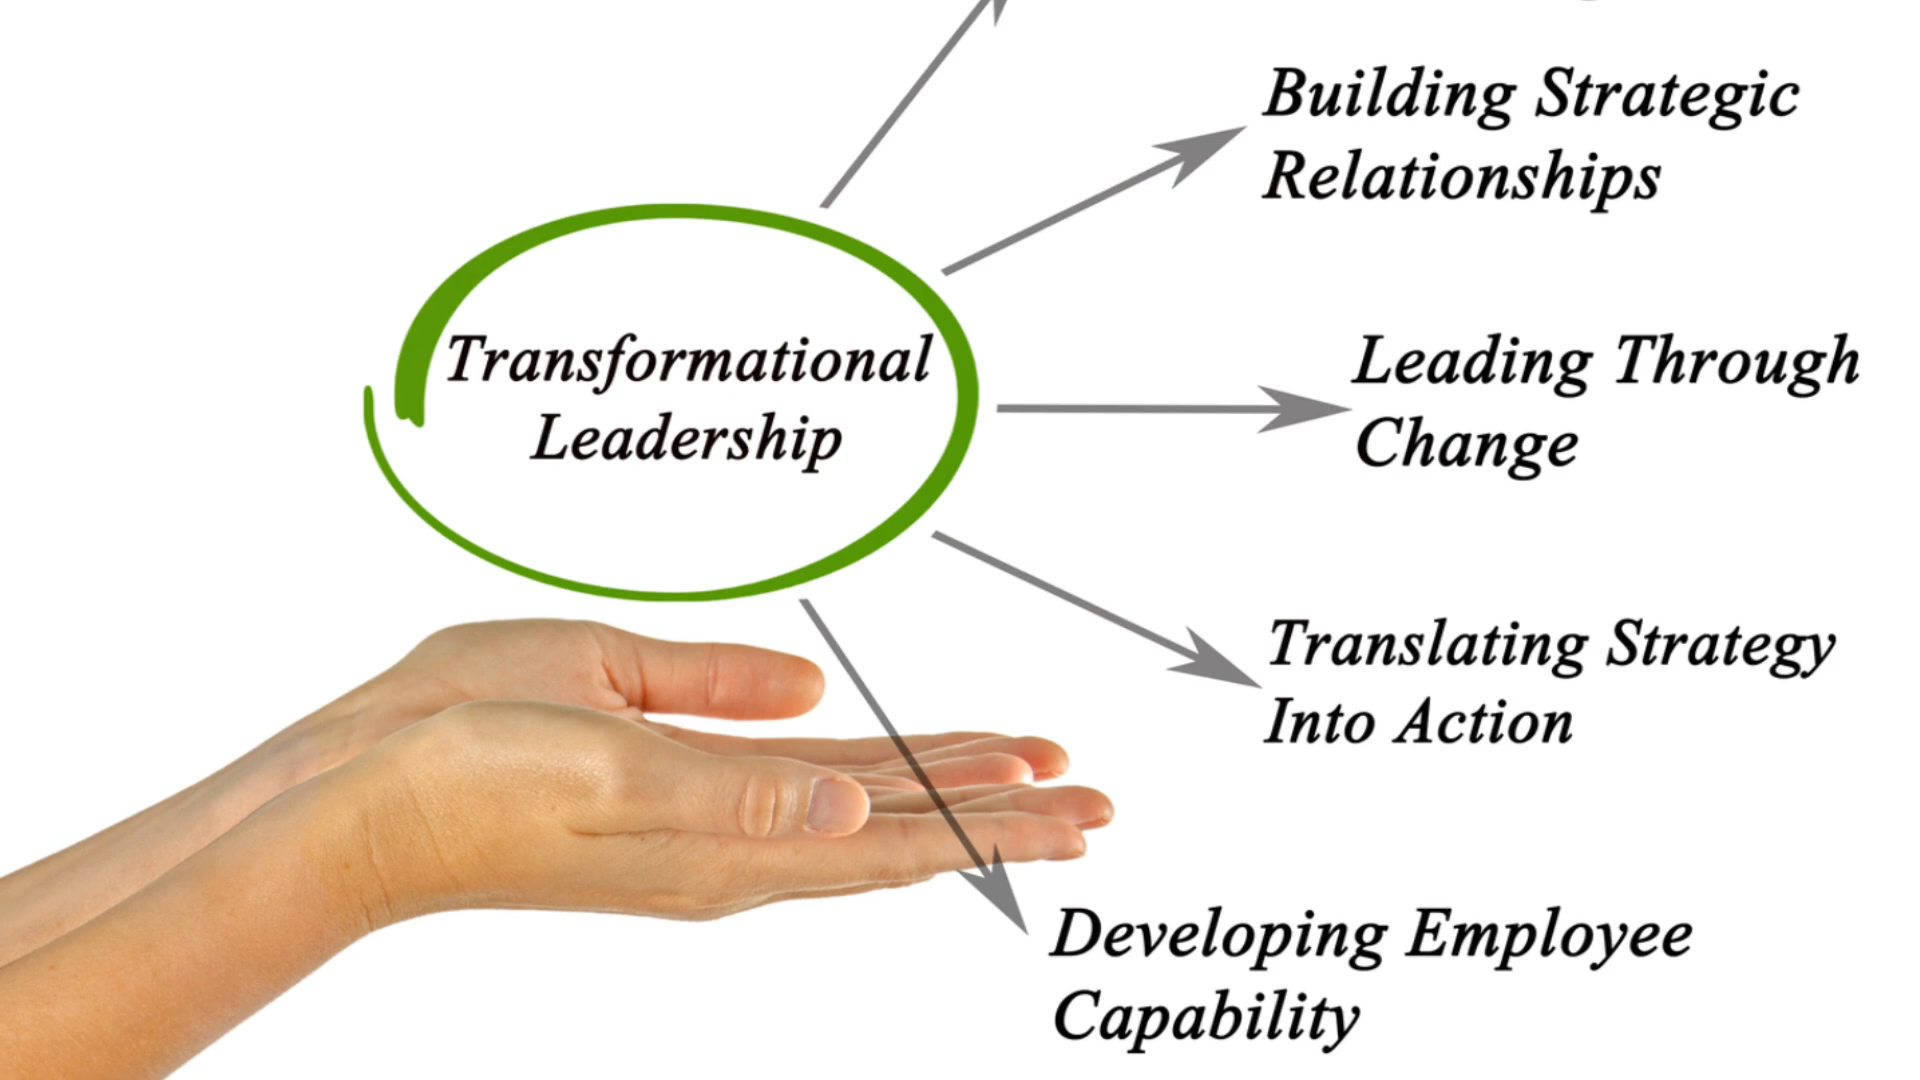 Building Strategic
Relationships
Transformational
Leadership
Leading Through
Change
Translating Strategy
Into Action
Developing Employee
Capability